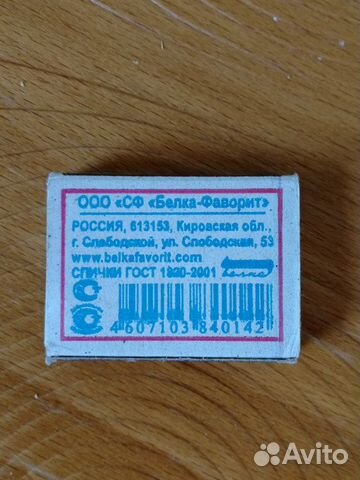 ООО «СФ «Белка-Фаворит»
РОССИЯ, 613153, Кировская обл.,
г. Слободской, ул. Слободская, 53
www.belkafavorit.com
СПИЧКИ ГОСТ 1820-2001 Белка
4 607103 840142
Avito